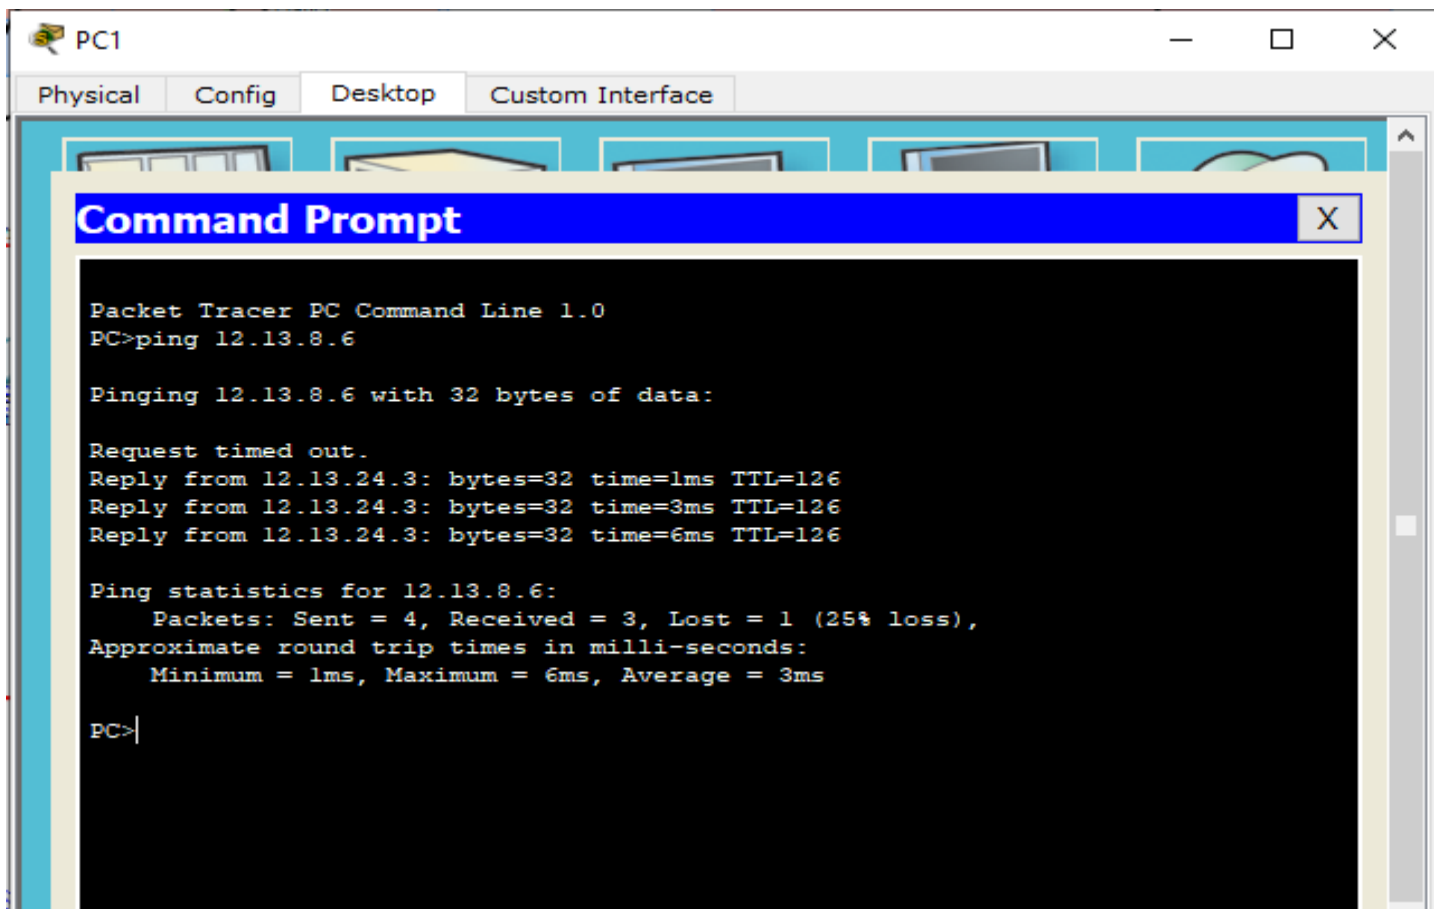 PC1
Physical Config Desktop Custom Interface
Command Prompt X
Packet Tracer PC Command Line 1.0
PC>ping 12.13.8.6
Pinging 12.13.8.6 with 32 bytes of data:
Request timed out.
Reply from 12.13.24.3: bytes=32 time=1ms TTL=126
Reply from 12.13.24.3: bytes=32 time=3ms TTL=126
Reply from 12.13.24.3: bytes=32 time=6ms TTL=126
Ping statistics for 12.13.8.6:
Packets: Sent = 4, Received = 3, Lost = 1 (25% loss),
Approximate round trip times in milli-seconds:
Minimum = 1ms, Maximum = 6ms, Average = 3ms
PC>